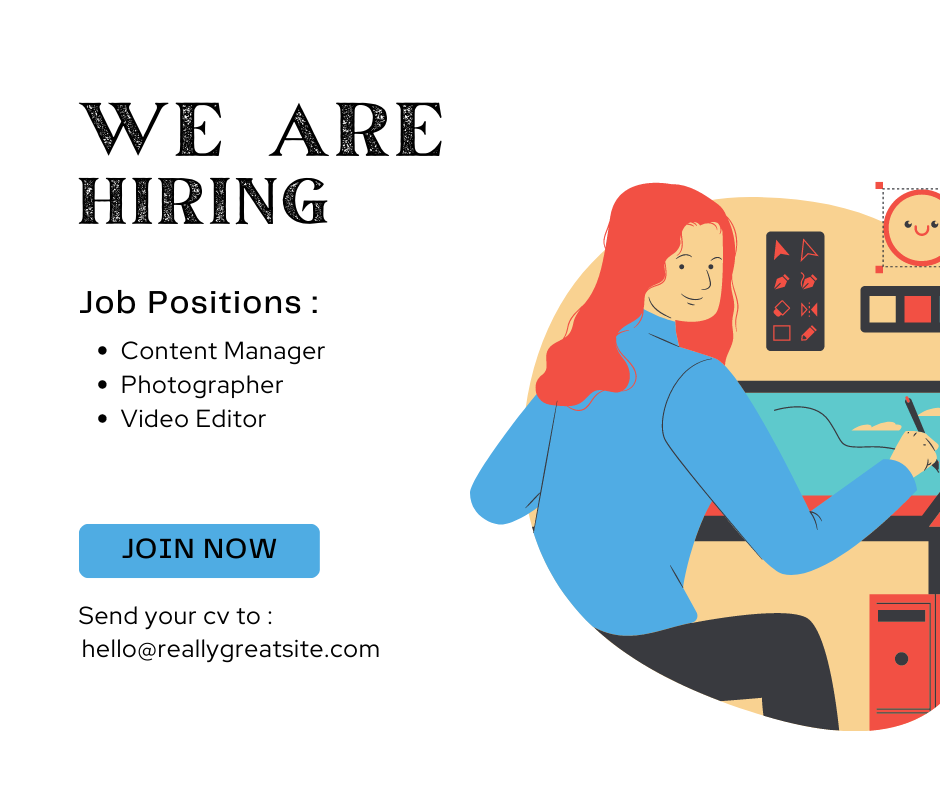 WE ARE
HIRING
Job Positions :
• Content Manager
• Photographer
• Video Editor
JOIN NOW
Send your cv to :
hello@reallygreatsite.com